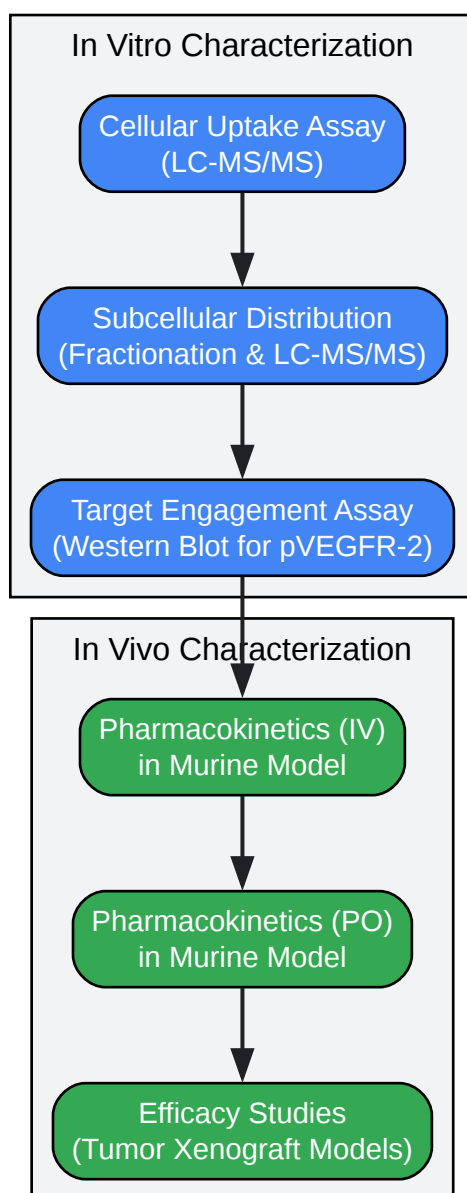 In Vitro Characterization
Cellular Uptake Assay
(LC-MS/MS)
Subcellular Distribution
(Fractionation & LC-MS/MS)
Target Engagement Assay
(Western Blot for pVEGFR-2)
In Vivo Characterization
Pharmacokinetics (IV)
in Murine Model
Pharmacokinetics (PO)
in Murine Model
Efficacy Studies
(Tumor Xenograft Models)